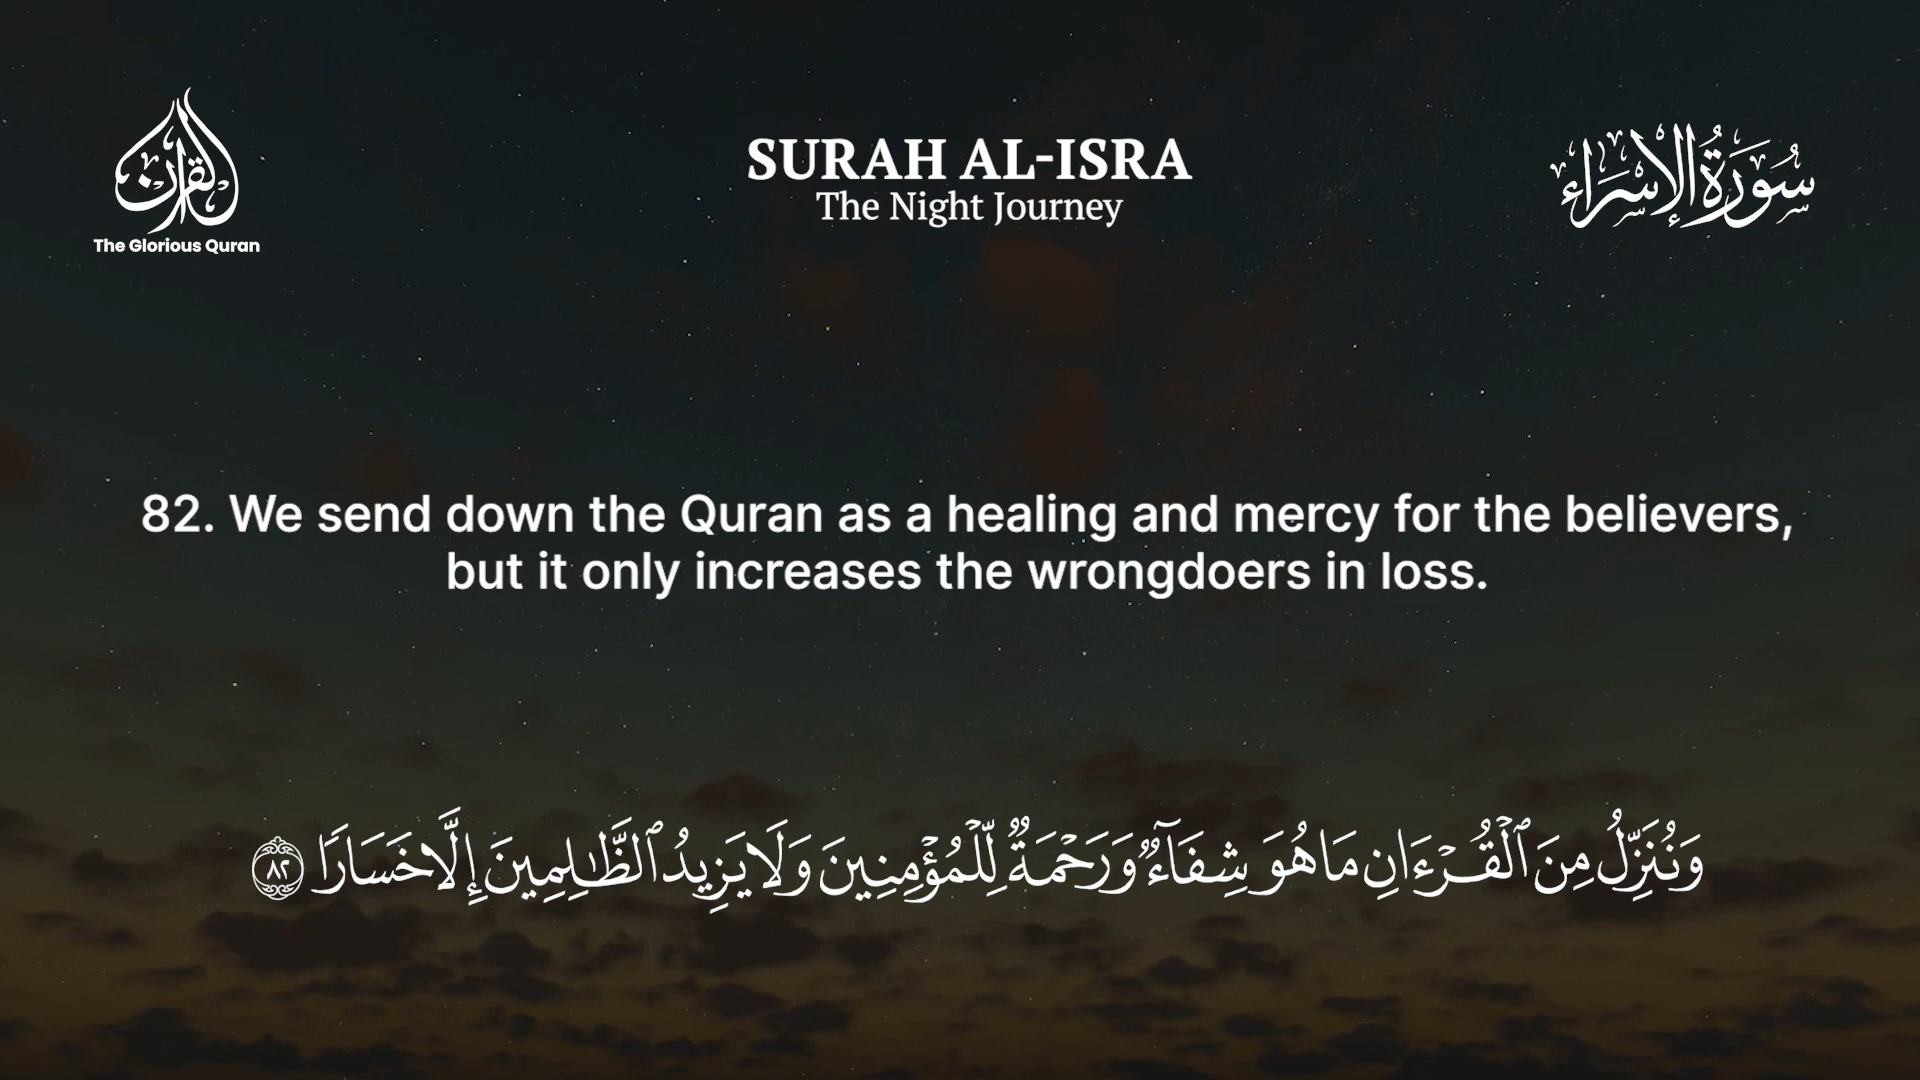 القرآن
The Glorious Quran
SURAH AL-ISRA
The Night Journey
سُورَةُ الإِسْرَاء
82. We send down the Quran as a healing and mercy for the believers,
but it only increases the wrongdoers in loss.
وَنُنَزِّلُ مِنَ ٱلْقُرْءَانِ مَا هُوَ شِفَآءٌ وَرَحْمَةٌ لِّلْمُؤْمِنِينَ وَلَا يَزِيدُ ٱلظَّـٰلِمِينَ إِلَّا خَسَارًا ٨٢